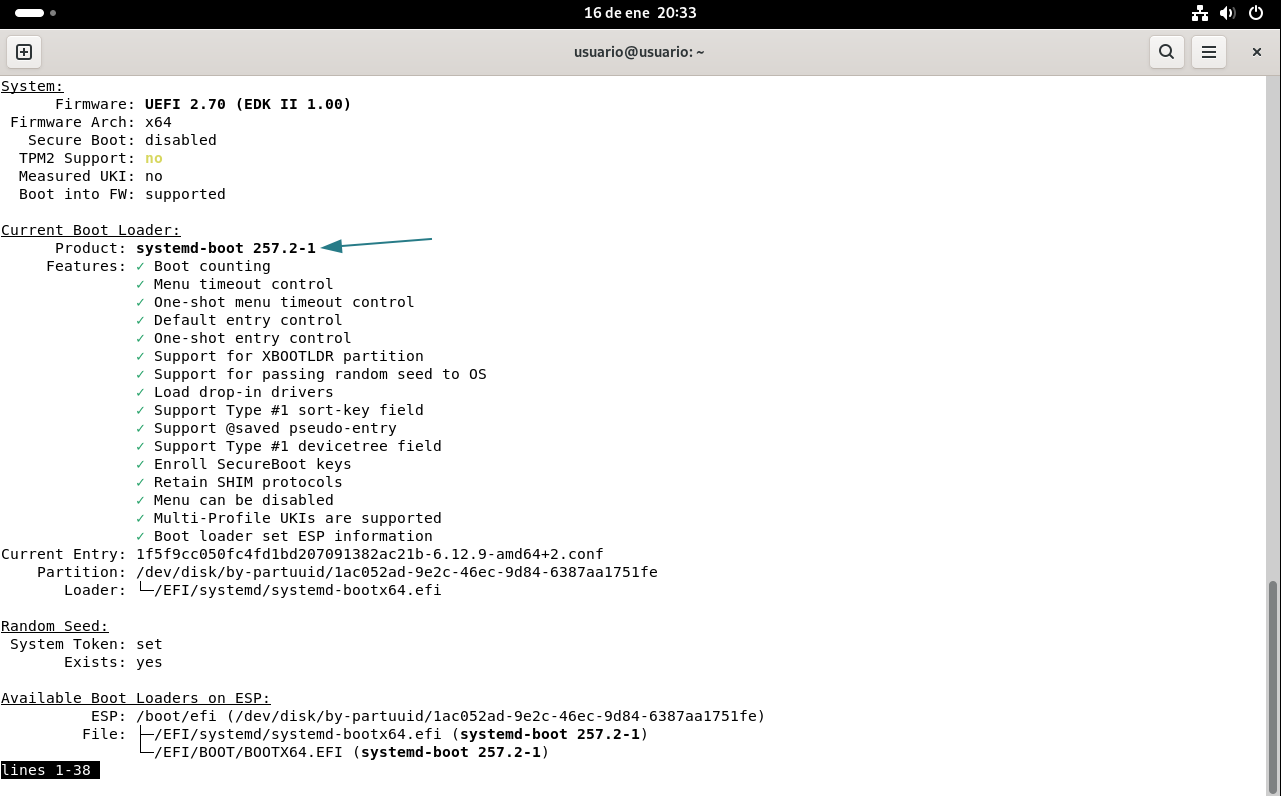 16 de ene 20:33
usuario@usuario: ~
System:
Firmware: UEFI 2.70 (EDK II 1.00)
Firmware Arch: x64
Secure Boot: disabled
TPM2 Support: no
Measured UKI: no
Boot into FW: supported
Current Boot Loader:
Product: systemd-boot 257.2-1
Features: ✓ Boot counting
✓ Menu timeout control
✓ One-shot menu timeout control
✓ Default entry control
✓ One-shot entry control
✓ Support for XBOOTLDR partition
✓ Support for passing random seed to OS
✓ Load drop-in drivers
✓ Support Type #1 sort-key field
✓ Support @saved pseudo-entry
✓ Support Type #1 devicetree field
✓ Enroll SecureBoot keys
✓ Retain SHIM protocols
✓ Menu can be disabled
✓ Multi-Profile UKIs are supported
✓ Boot loader set ESP information
Current Entry: 1f5f9cc050fc4fd1bd207091382ac21b-6.12.9-amd64+2.conf
Partition: /dev/disk/by-partuuid/1ac052ad-9e2c-46ec-9d84-6387aa1751fe
Loader: └─/EFI/systemd/systemd-bootx64.efi
Random Seed:
System Token: set
Exists: yes
Available Boot Loaders on ESP:
ESP: /boot/efi (/dev/disk/by-partuuid/1ac052ad-9e2c-46ec-9d84-6387aa1751fe)
File: ├─/EFI/systemd/systemd-bootx64.efi (systemd-boot 257.2-1)
└─/EFI/BOOT/BOOTX64.EFI (systemd-boot 257.2-1)
lines 1-38